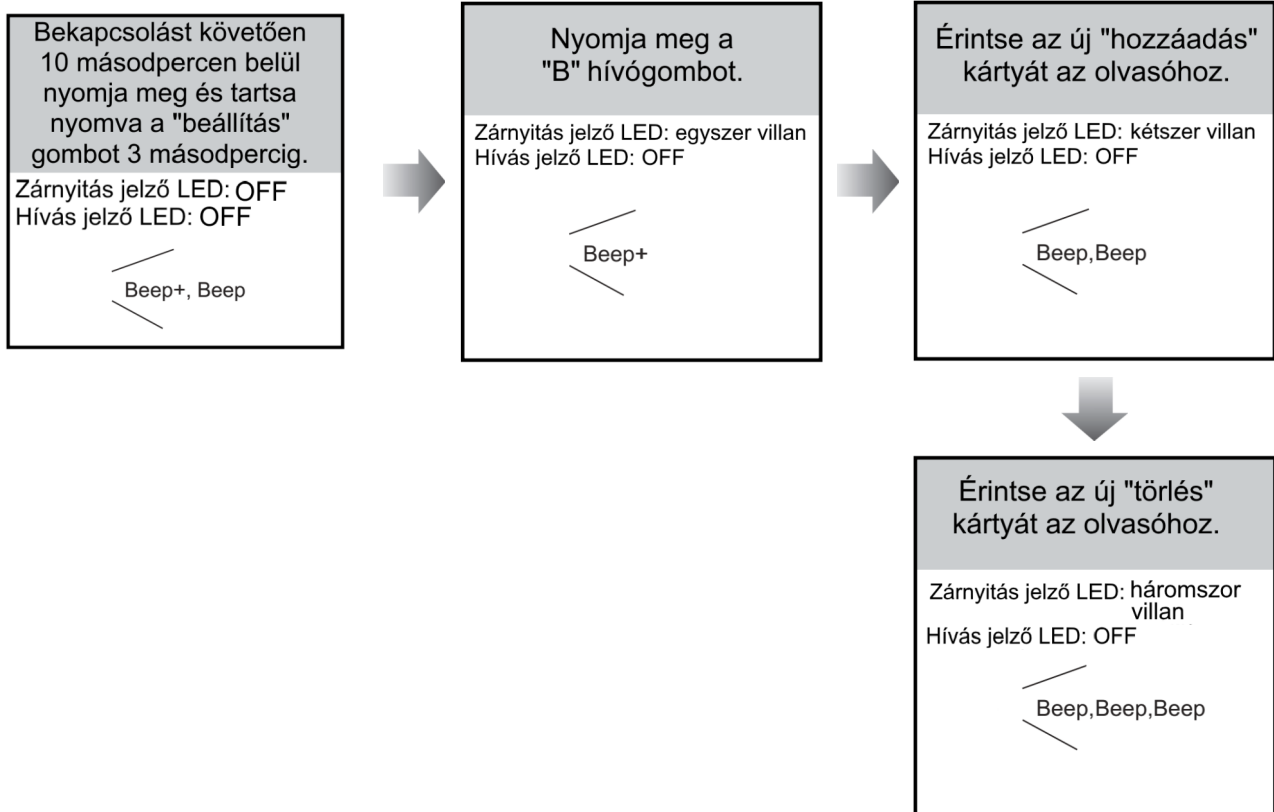 Bekapcsolást követően
10 másodpercen belül
nyomja meg és tartsa
nyomva a "beállítás"
gombot 3 másodpercig.
Zárnyitás jelző LED: OFF
Hívás jelző LED: OFF
Beep+, Beep
Nyomja meg a
"B" hívógombot.
Zárnyitás jelző LED: egyszer villan
Hívás jelző LED: OFF
Beep+
Érintse az új "hozzáadás"
kártyát az olvasóhoz.
Zárnyitás jelző LED: kétszer villan
Hívás jelző LED: OFF
Beep,Beep
Érintse az új "törlés"
kártyát az olvasóhoz.
Zárnyitás jelző LED: háromszor
villan
Hívás jelző LED: OFF
Beep,Beep,Beep